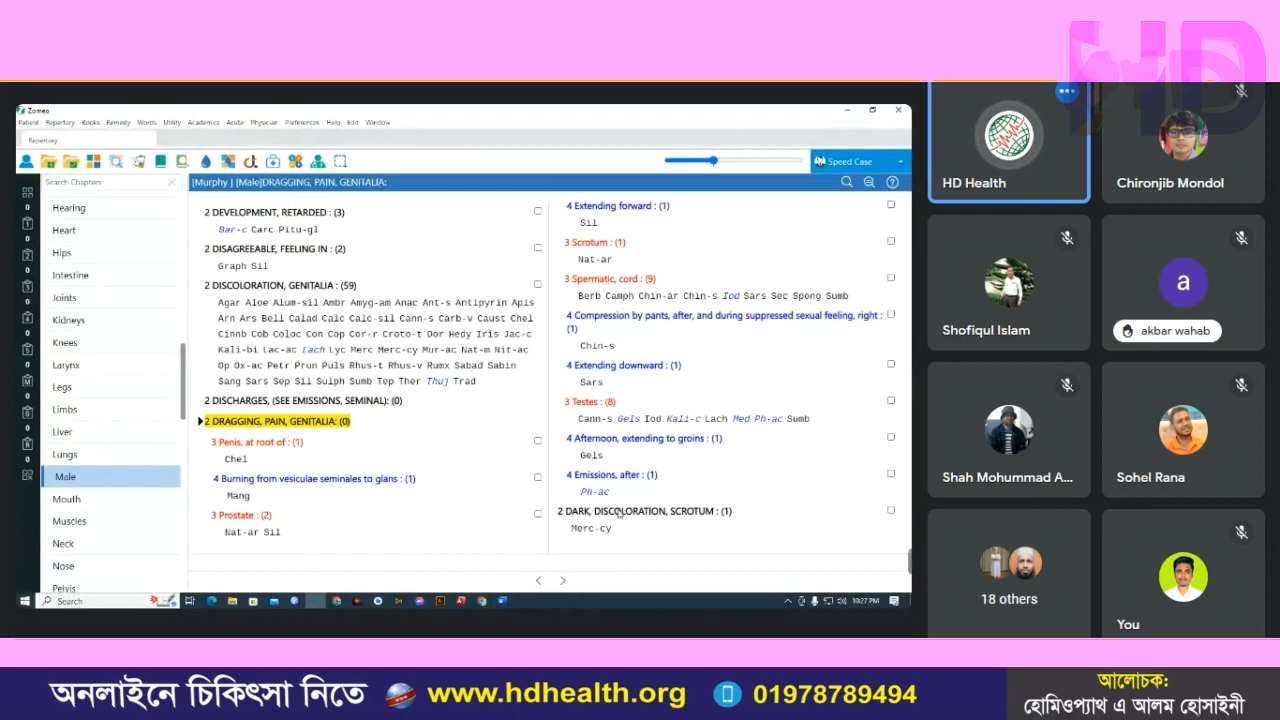 HD
Zomeo
Patient Repertory Books Remedy Words Utility Academics Acute Physician Preferences Help Edit Window
Repertory
Speed Case
Search Chapters
[Murphy ] [Male]DRAGGING, PAIN, GENITALIA:
Hearing
Heart
Hips
Intestine
Joints
Kidneys
Knees
Larynx
Legs
Limbs
Liver
Lungs
Male
Mouth
Muscles
Neck
Nose
Pelvis
2 DEVELOPMENT, RETARDED : (3)
Bar-c Carc Pitu-gl
2 DISAGREEABLE, FEELING IN : (2)
Graph Sil
2 DISCOLORATION, GENITALIA : (59)
Agar Aloe Alum-sil Ambr Amyg-am Anac Ant-s Antipyrin Apis
Arn Ars Bell Calad Calc Calc-sil Cann-s Carb-v Caust Chel
Cinnb Cob Coloc Con Cop Cor-r Croto-t Dor Hedy Iris Jac-c
Kali-bi Lac-ac Lach Lyc Merc Merc-cy Mur-ac Nat-m Nit-ac
Op Ox-ac Petr Prun Puls Rhus-t Rhus-v Rumx Sabad Sabin
Sang Sars Sep Sil Sulph Sumb Tep Ther Thuj Trad
2 DISCHARGES, (SEE EMISSIONS, SEMINAL): (0)
2 DRAGGING, PAIN, GENITALIA: (0)
3 Penis, at root of : (1)
Chel
4 Burning from vesiculae seminales to glans : (1)
Mang
3 Prostate : (2)
Nat-ar Sil
4 Extending forward : (1)
Sil
3 Scrotum : (1)
Nat-ar
3 Spermatic, cord : (9)
Berb Camph Chin-ar Chin-s Iod Sars Sec Spong Sumb
4 Compression by pants, after, and during suppressed sexual feeling, right :
(1)
Chin-s
4 Extending downward : (1)
Sars
3 Testes : (8)
Cann-s Gels Iod Kali-c Lach Med Ph-ac Sumb
4 Afternoon, extending to groins : (1)
Gels
4 Emissions, after : (1)
Ph-ac
2 DARK, DISCOLORATION, SCROTUM : (1)
Merc-cy
Search
10:27 PM
HD Health
Chironjib Mondol
Shofiqul Islam
a
akbar wahab
Shah Mohummad A...
Sohel Rana
18 others
You
অনলাইনে চিকিৎসা নিতে www.hdhealth.org 01978789494
আলোচক:
হোমিওপ্যাথ এ আলম হোসাইনী